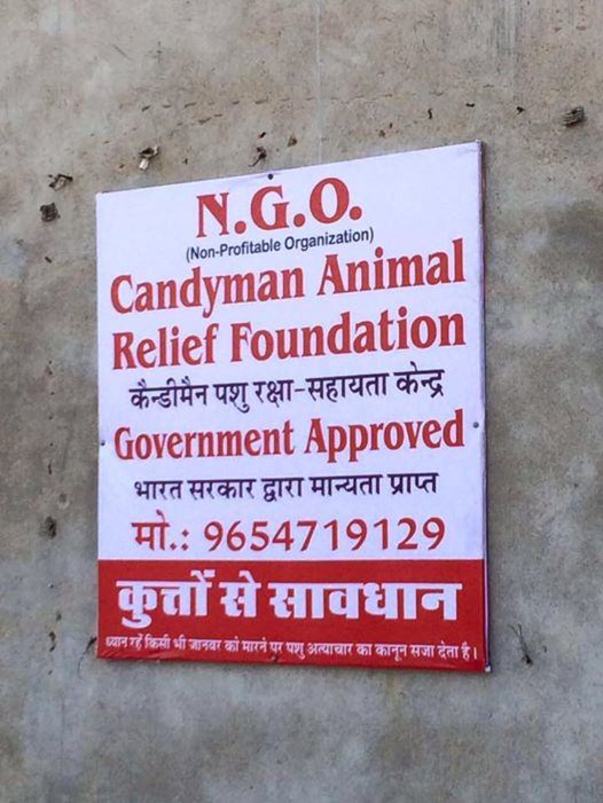 N.G.O.
(Non-Profitable Organization)
Candyman Animal
Relief Foundation
कैन्डीमैन पशु रक्षा-सहायता केन्द्र
Government Approved
भारत सरकार द्वारा मान्यता प्राप्त
मो.: 9654719129
कुत्तों से सावधान
ध्यान रहें किसी भी जानवर को मारने पर पशु अत्याचार का कानून सजा देता है।